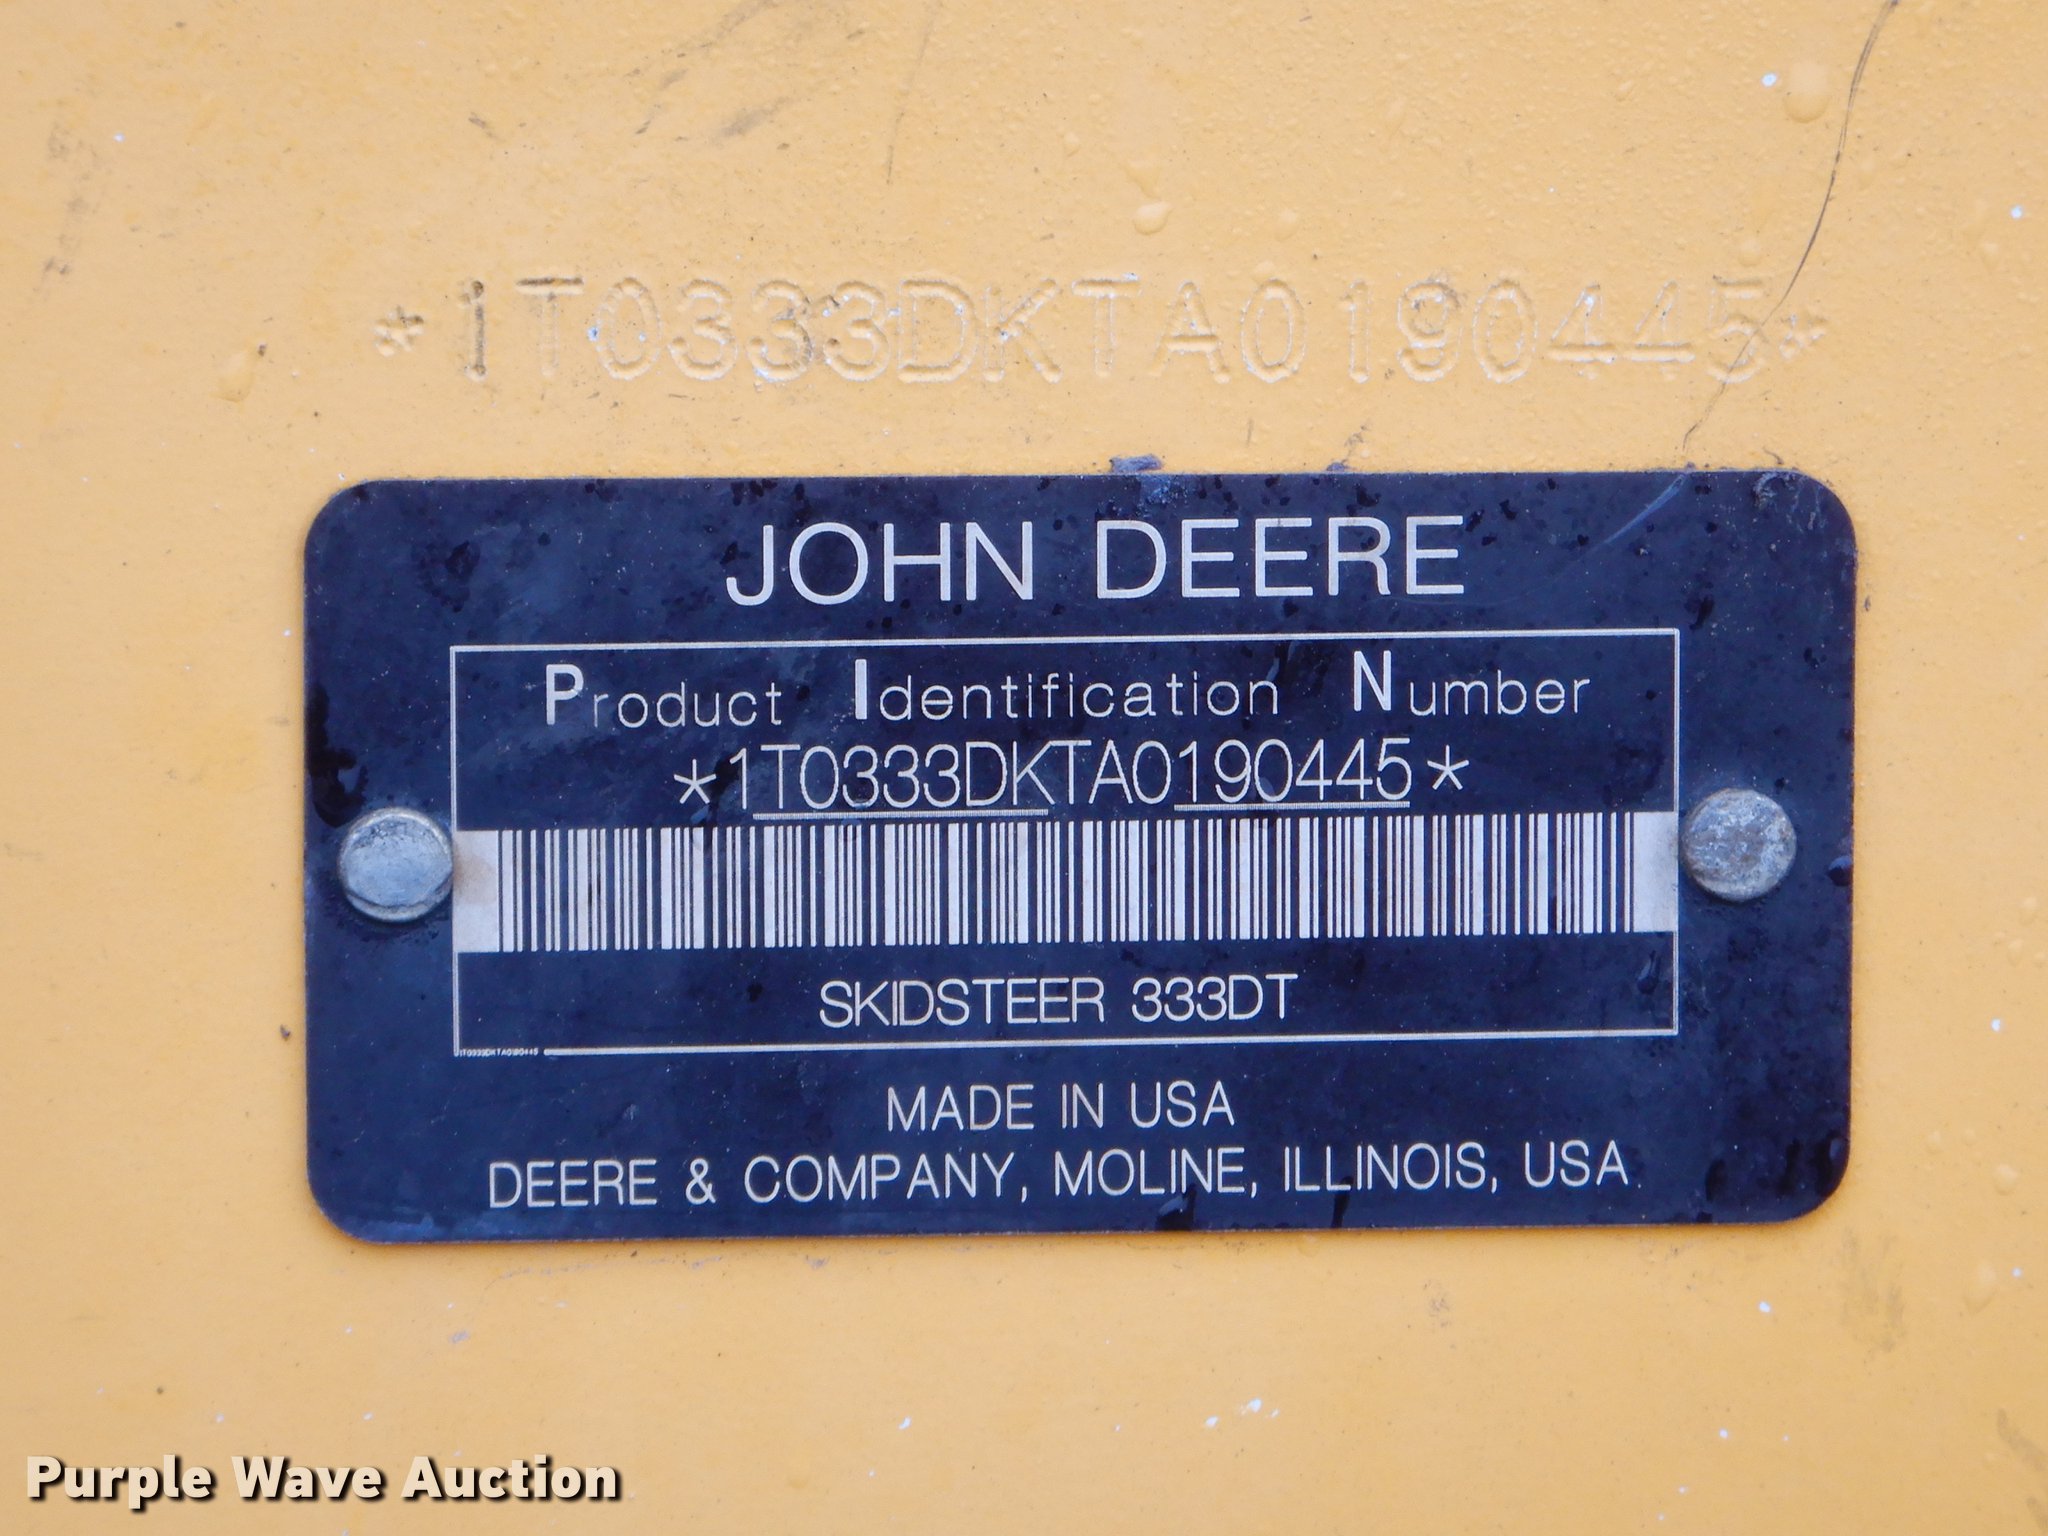 *1T0333DKTA0190445*
JOHN DEERE
Product Identification Number
*1T0333DKTA0190445*
SKIDSTEER 333DT
1T0333DKTA0190445
MADE IN USA
DEERE & COMPANY, MOLINE, ILLINOIS, USA
Purple Wave Auction